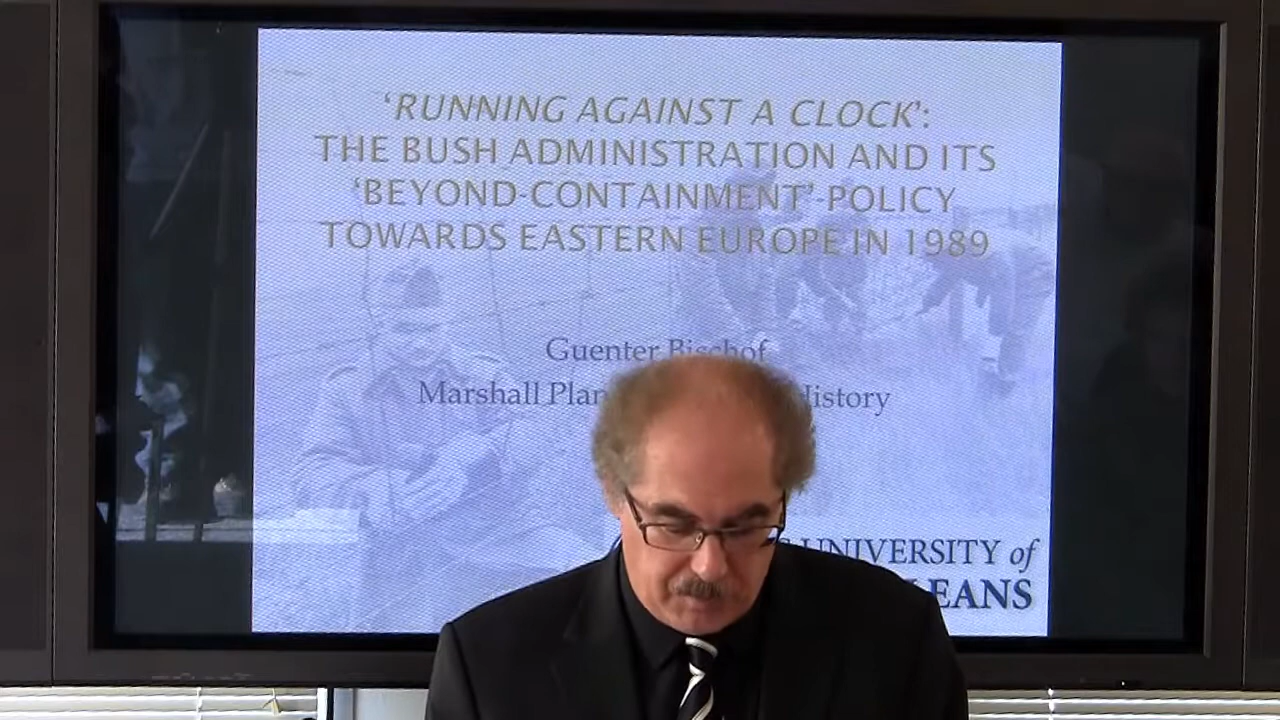 ‘RUNNING AGAINST A CLOCK’:
THE BUSH ADMINISTRATION AND ITS
‘BEYOND-CONTAINMENT’-POLICY
TOWARDS EASTERN EUROPE IN 1989
Guenter Bischof
Marshall Plan History
UNIVERSITY of